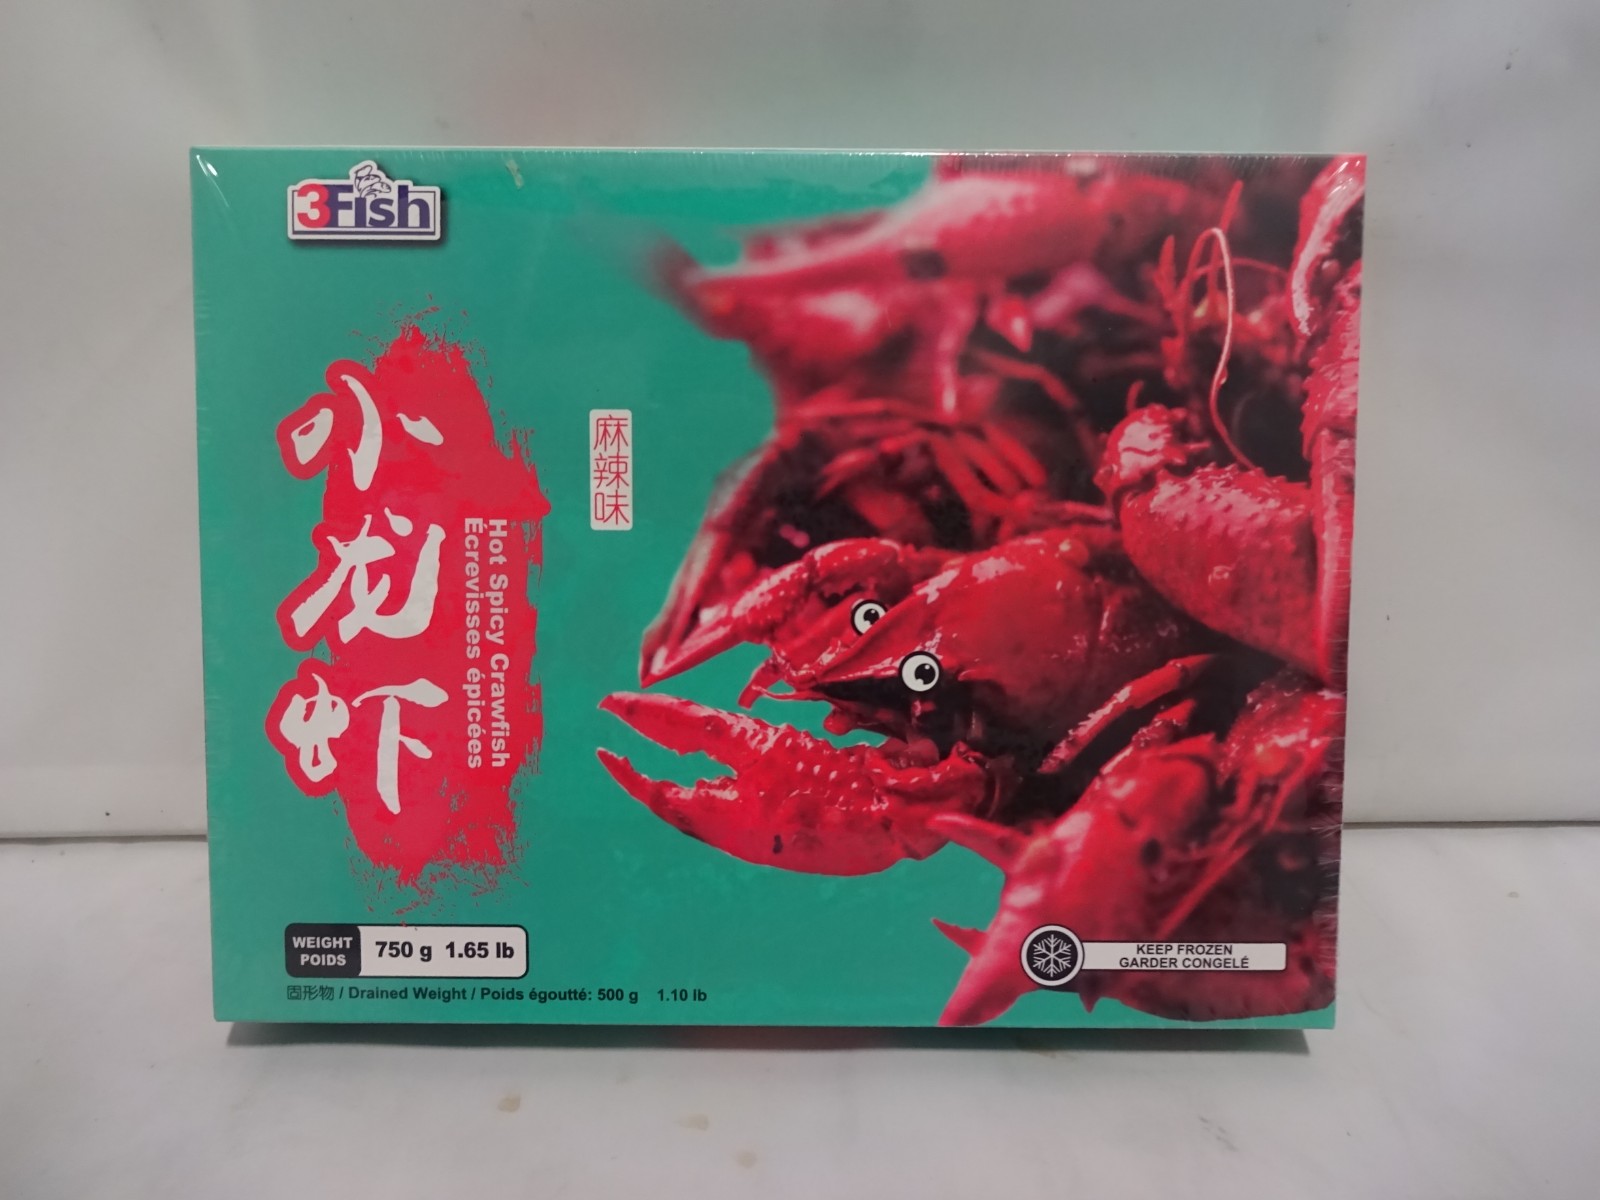 3Fish
小龙虾
Hot Spicy Crawfish
Écrevisses épicées
麻辣味
WEIGHT
POIDS
750 g 1.65 lb
固形物 / Drained Weight / Poids égoutté: 500 g 1.10 lb
KEEP FROZEN
GARDER CONGELÉ